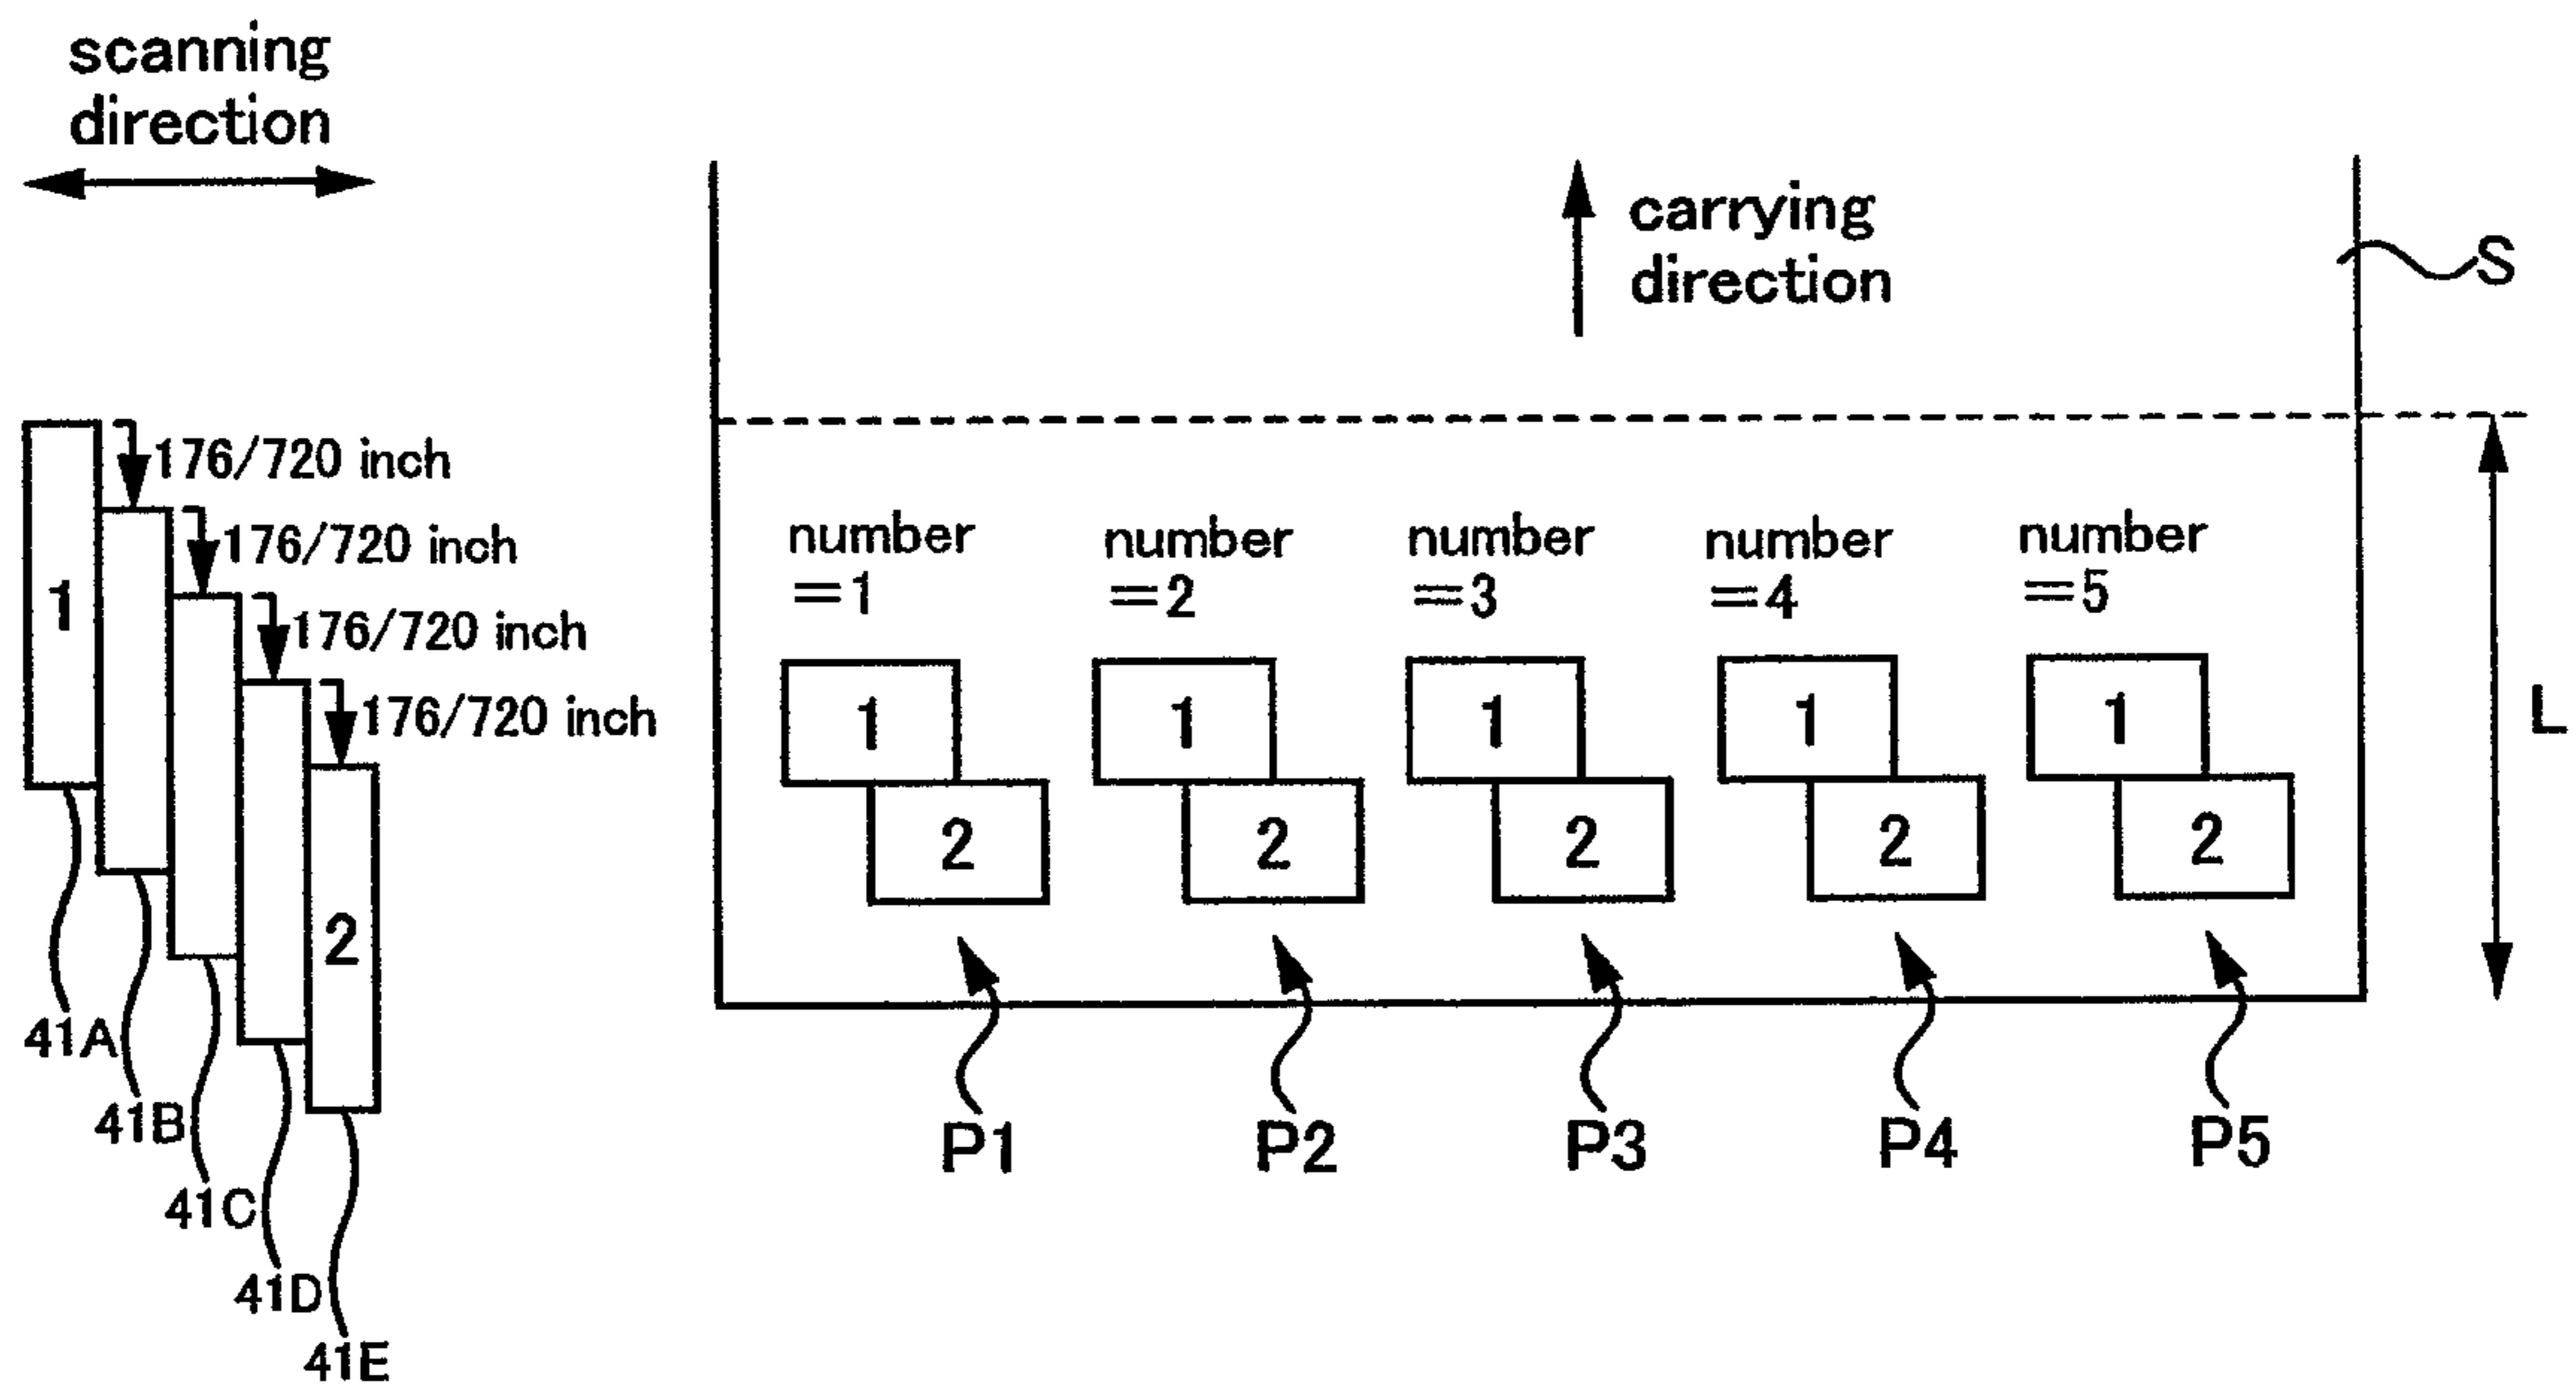 scanning
direction
carrying
direction
S
176/720 inch
176/720 inch
176/720 inch
176/720 inch
1
2
41A
41B
41C
41D
41E
number
=1
number
=2
number
=3
number
=4
number
=5
1
2
1
2
1
2
1
2
1
2
L
P1
P2
P3
P4
P5